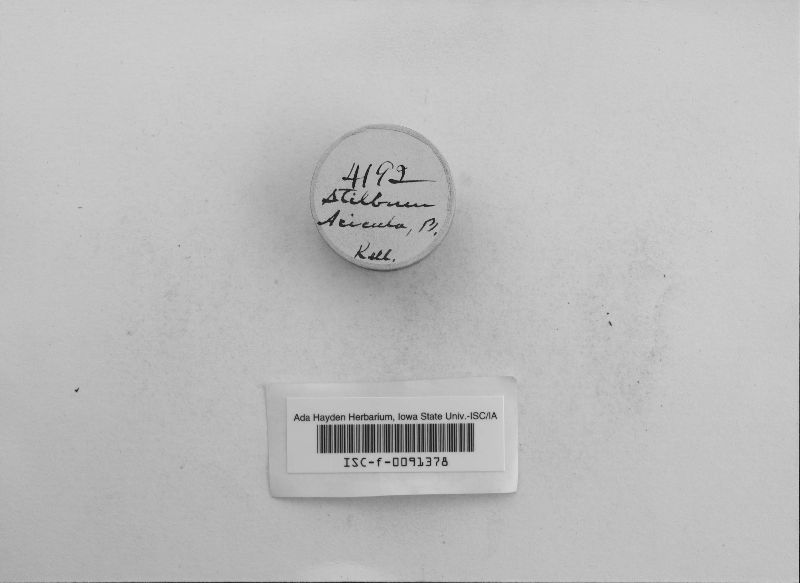 4192
Stilbum
Acicula, B.
Kell.
Ada Hayden Herbarium, Iowa State Univ.-ISC/IA
ISC-f-0091378